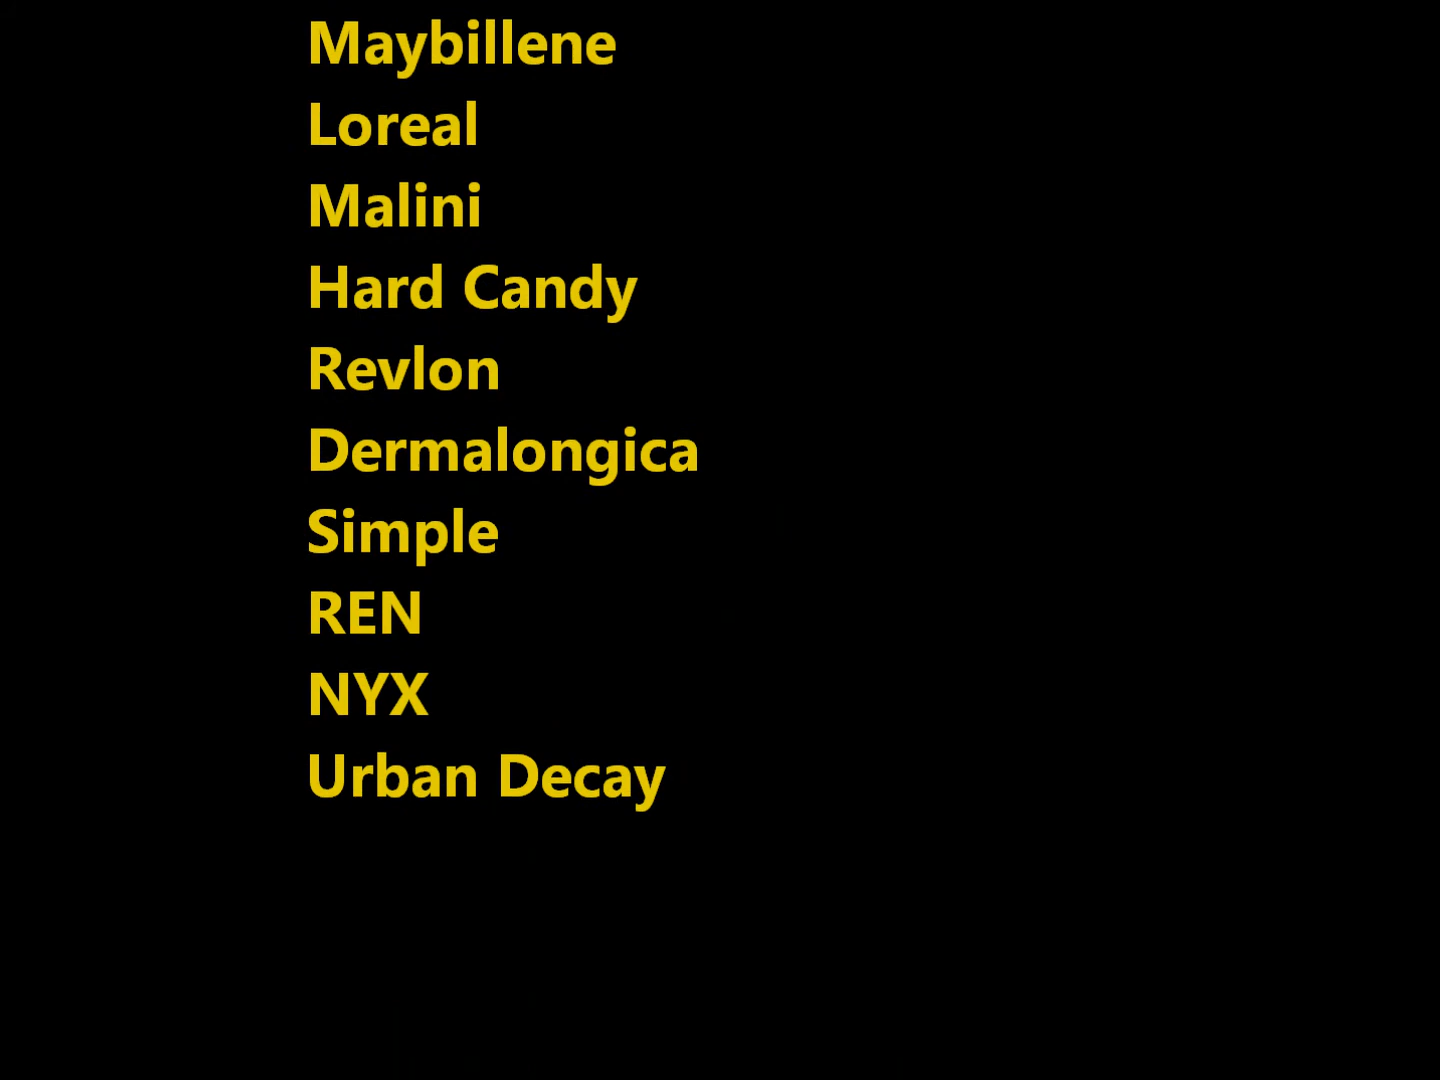 Maybillene
Loreal
Malini
Hard Candy
Revlon
Dermalongica
Simple
REN
NYX
Urban Decay